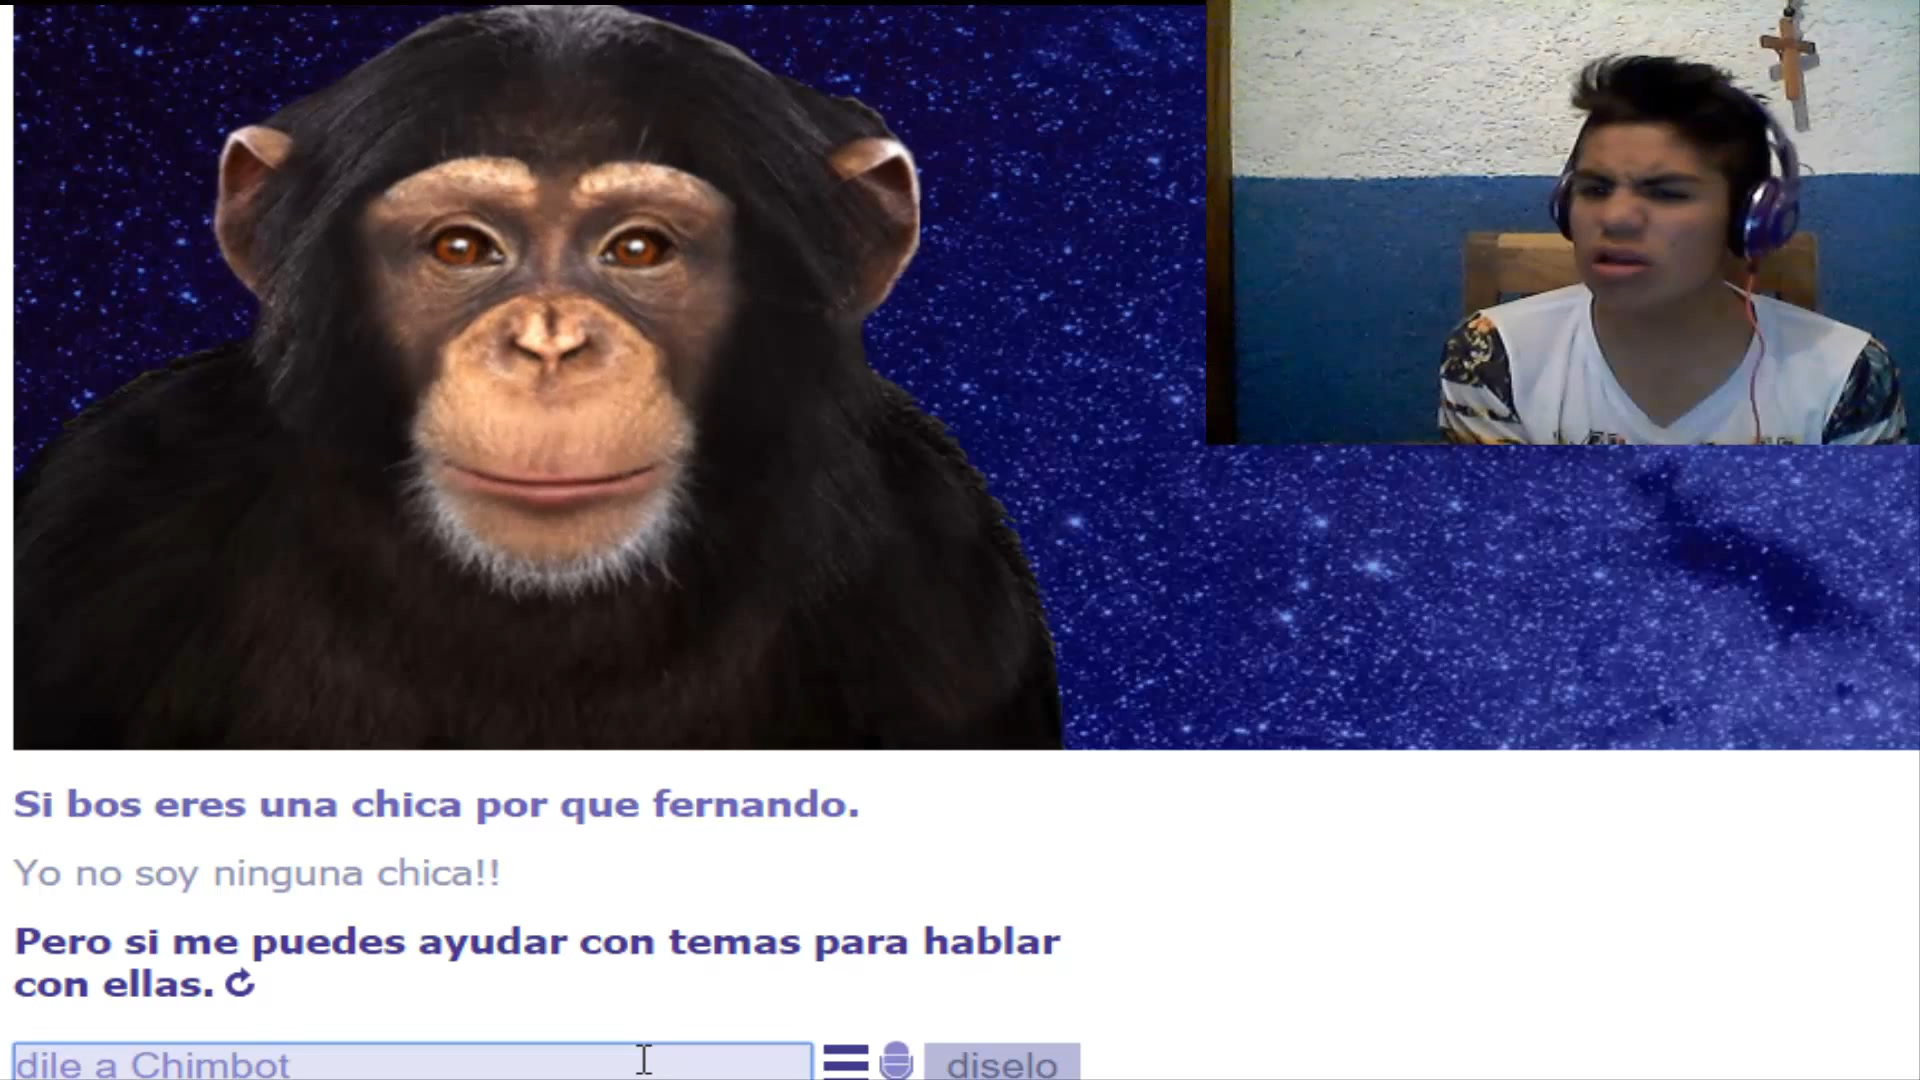 Si bos eres una chica por que fernando.
Yo no soy ninguna chica!!
Pero si me puedes ayudar con temas para hablar
con ellas.
dile a Chimbot
diselo